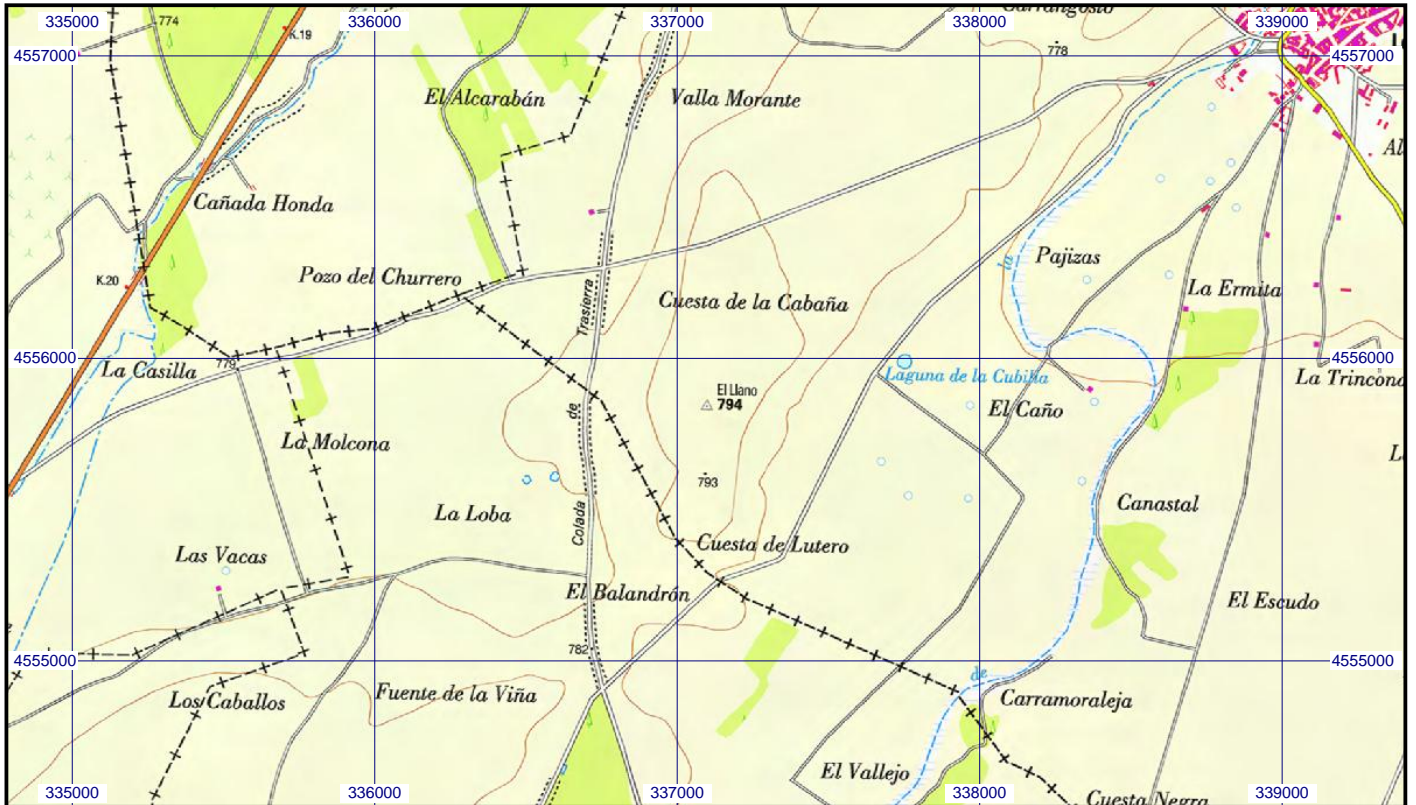 335000 336000 337000 338000 339000
774
K.19
778
4557000 4557000
El Alcarabán
Valla Morante
Cañada Honda
Pajizas
la
K.20
Pozo del Churrero
La Ermita
Cuesta de la Cabaña
Trasierra
4556000 4556000
779
La Casilla
Laguna de la Cubilla
La Trincona
El Llano
794
de
El Caño
La Molcona
793
Canastal
La Loba
Colada
Las Vacas
Cuesta de Lutero
El Balandrón
El Escudo
782
4555000 4555000
de
Los Caballos
Fuente de la Viña
Carramoraleja
El Vallejo
Cuesta Negra
335000 336000 337000 338000 339000